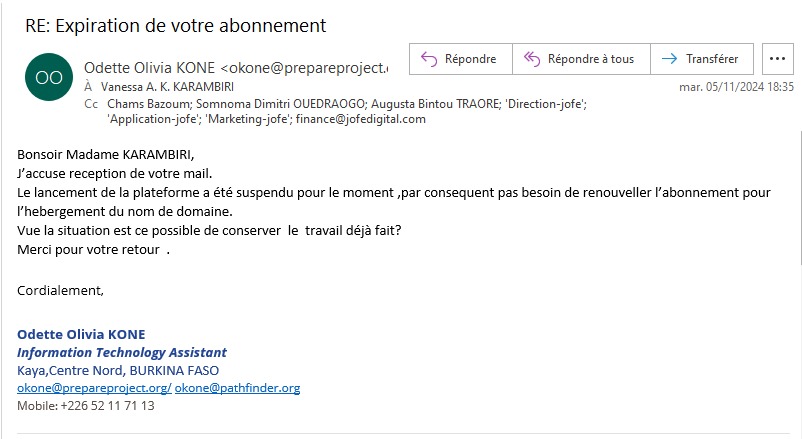 RE: Expiration de votre abonnement
OO
Odette Olivia KONE <okone@prepareproject.
Répondre
Répondre à tous
Transférer
...
À Vanessa A. K. KARAMBIRI
mar. 05/11/2024 18:35
Cc Chams Bazoum; Somnoma Dimitri OUEDRAOGO; Augusta Bintou TRAORE; 'Direction-jofe';
'Application-jofe'; 'Marketing-jofe'; finance@jofedigital.com
Bonsoir Madame KARAMBIRI,
J’accuse reception de votre mail.
Le lancement de la plateforme a été suspendu pour le moment ,par consequent pas besoin de renouveller l’abonnement pour
l’hebergement du nom de domaine.
Vue la situation est ce possible de conserver le travail déjà fait?
Merci pour votre retour .
Cordialement,
Odette Olivia KONE
Information Technology Assistant
Kaya,Centre Nord, BURKINA FASO
okone@prepareproject.org/ okone@pathfinder.org
Mobile: +226 52 11 71 13